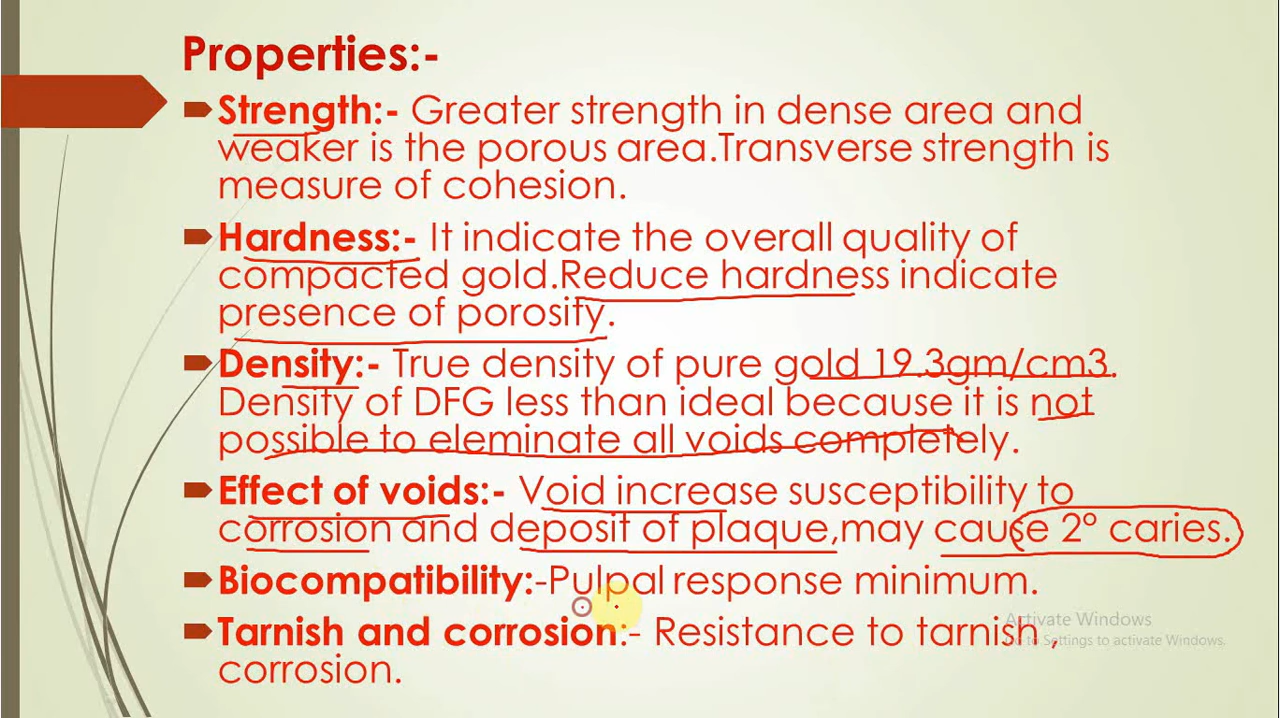 Properties:-
Strength:- Greater strength in dense area and
weaker is the porous area.Transverse strength is
measure of cohesion.
Hardness:- It indicate the overall quality of
compacted gold.Reduce hardness indicate
presence of porosity.
Density:- True density of pure gold 19.3gm/cm3.
Density of DFG less than ideal because it is not
possible to eleminate all voids completely.
Effect of voids:- Void increase susceptibility to
corrosion and deposit of plaque,may cause 2° caries.
Biocompatibility:-Pulpal response minimum.
Tarnish and corrosion:- Resistance to tarnish ,
corrosion.
Activate Windows
Go to Settings to activate Windows.